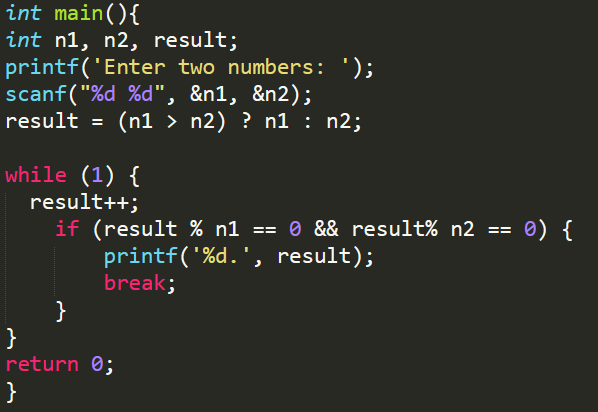 int main(){
int n1, n2, result;
printf('Enter two numbers: ');
scanf("%d %d", &n1, &n2);
result = (n1 > n2) ? n1 : n2;
while (1) {
result++;
if (result % n1 == 0 && result% n2 == 0) {
printf('%d.', result);
break;
}
}
return 0;
}